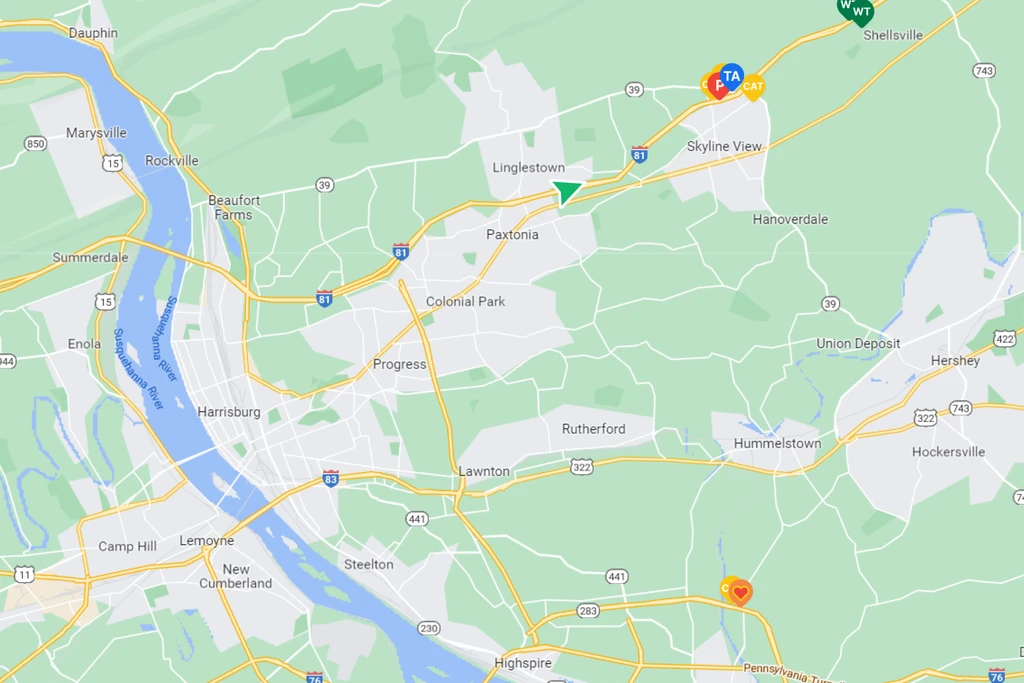 Dauphin
WT
WT
Shellsville
743
39
P
TA
CAT
Marysville
850
15
Rockville
81
Skyline View
Linglestown
39
Beaufort
Farms
Hanoverdale
Paxtonia
81
Summerdale
81
15
Colonial Park
39
Susquehanna River
Susquehanna River
Enola
944
Progress
Union Deposit
422
Hershey
Harrisburg
743
322
Rutherford
Hummelstown
Hockersville
Lawnton
322
83
441
Camp Hill
Lemoyne
11
New
Cumberland
Steelton
441
283
230
Highspire
Pennsylvania Turn
76
76